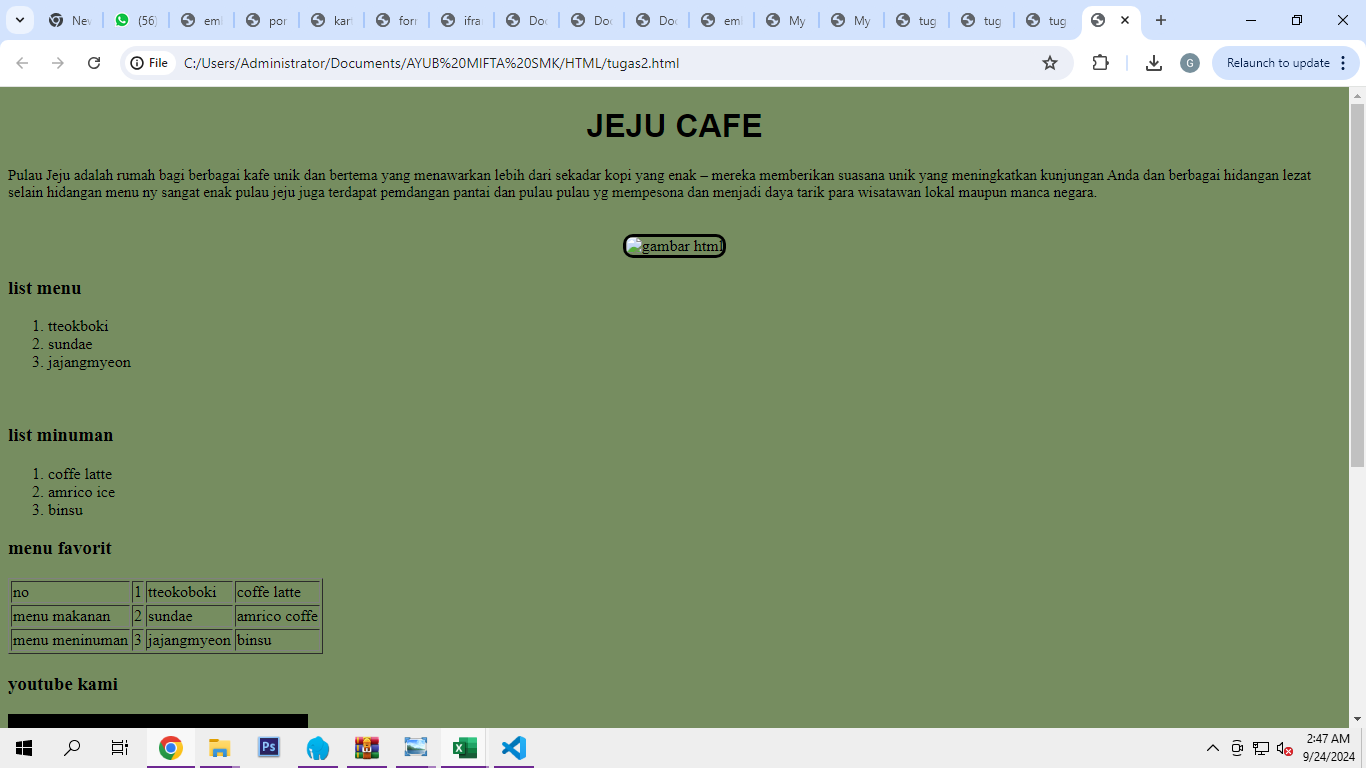 New
(56)
em
por
kar
for
ifra
Doc
Doc
Doc
em
My
My
tug
tug
tug
File
C:/Users/Administrator/Documents/AYUB%20MIFTA%20SMK/HTML/tugas2.html
G
Relaunch to update
JEJU CAFE
Pulau Jeju adalah rumah bagi berbagai kafe unik dan bertema yang menawarkan lebih dari sekadar kopi yang enak – mereka memberikan suasana unik yang meningkatkan kunjungan Anda dan berbagai hidangan lezat
selain hidangan menu ny sangat enak pulau jeju juga terdapat pemdangan pantai dan pulau pulau yg mempesona dan menjadi daya tarik para wisatawan lokal maupun manca negara.
gambar html
list menu
1. tteokboki
2. sundae
3. jajangmyeon
list minuman
1. coffe latte
2. amrico ice
3. binsu
menu favorit
no 1 tteokoboki coffe latte
menu makanan 2 sundae amrico coffe
menu meninuman 3 jajangmyeon binsu
youtube kami
Ps
2:47 AM
9/24/2024